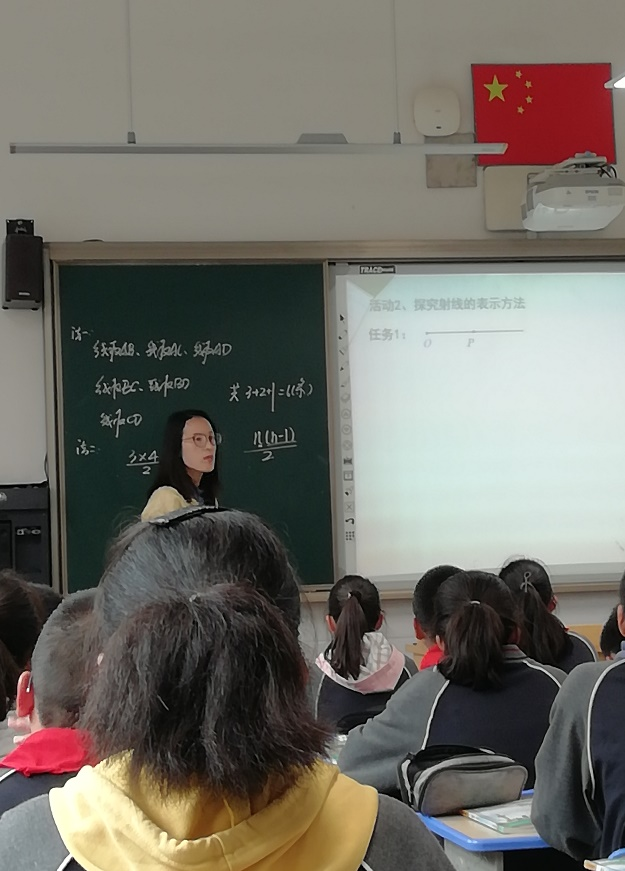 法一:
线段AB、线段AC、线段AD
线段BC、线段BD
线段CD
共 3+2+1=6(条)
法二:
3×4/2
n(n-1)/2
TRACE
活动2、探究射线的表示方法
任务1:
O P